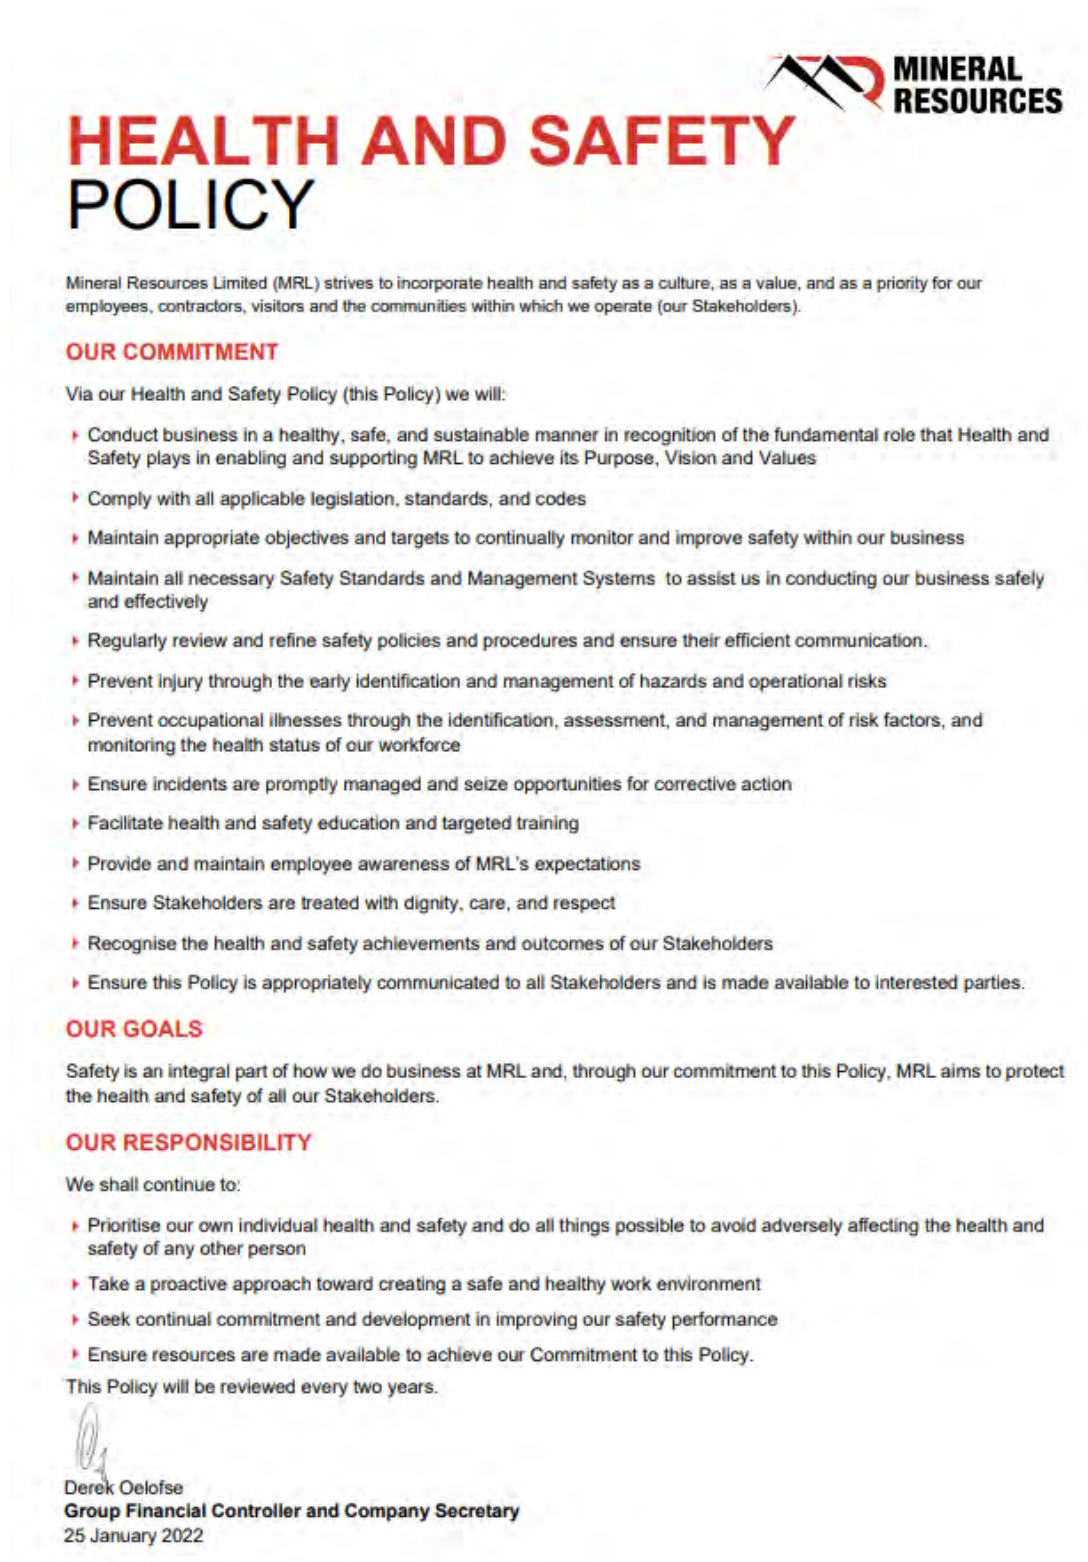 MINERAL
RESOURCES
HEALTH AND SAFETY
POLICY
Mineral Resources Limited (MRL) strives to incorporate health and safety as a culture, as a value, and as a priority for our
employees, contractors, visitors and the communities within which we operate (our Stakeholders).
OUR COMMITMENT
Via our Health and Safety Policy (this Policy) we will:
Conduct business in a healthy, safe, and sustainable manner in recognition of the fundamental role that Health and
Safety plays in enabling and supporting MRL to achieve its Purpose, Vision and Values
Comply with all applicable legislation, standards, and codes
Maintain appropriate objectives and targets to continually monitor and improve safety within our business
Maintain all necessary Safety Standards and Management Systems to assist us in conducting our business safely
and effectively
Regularly review and refine safety policies and procedures and ensure their efficient communication.
Prevent injury through the early identification and management of hazards and operational risks
Prevent occupational illnesses through the identification, assessment, and management of risk factors, and
monitoring the health status of our workforce
Ensure incidents are promptly managed and seize opportunities for corrective action
Facilitate health and safety education and targeted training
Provide and maintain employee awareness of MRL's expectations
Ensure Stakeholders are treated with dignity, care, and respect
Recognise the health and safety achievements and outcomes of our Stakeholders
Ensure this Policy is appropriately communicated to all Stakeholders and is made available to interested parties.
OUR GOALS
Safety is an integral part of how we do business at MRL and, through our commitment to this Policy, MRL aims to protect
the health and safety of all our Stakeholders.
OUR RESPONSIBILITY
We shall continue to:
Prioritise our own individual health and safety and do all things possible to avoid adversely affecting the health and
safety of any other person
Take a proactive approach toward creating a safe and healthy work environment
Seek continual commitment and development in improving our safety performance
Ensure resources are made available to achieve our Commitment to this Policy.
This Policy will be reviewed every two years.
Derek Oelofse
Group Financial Controller and Company Secretary
25 January 2022